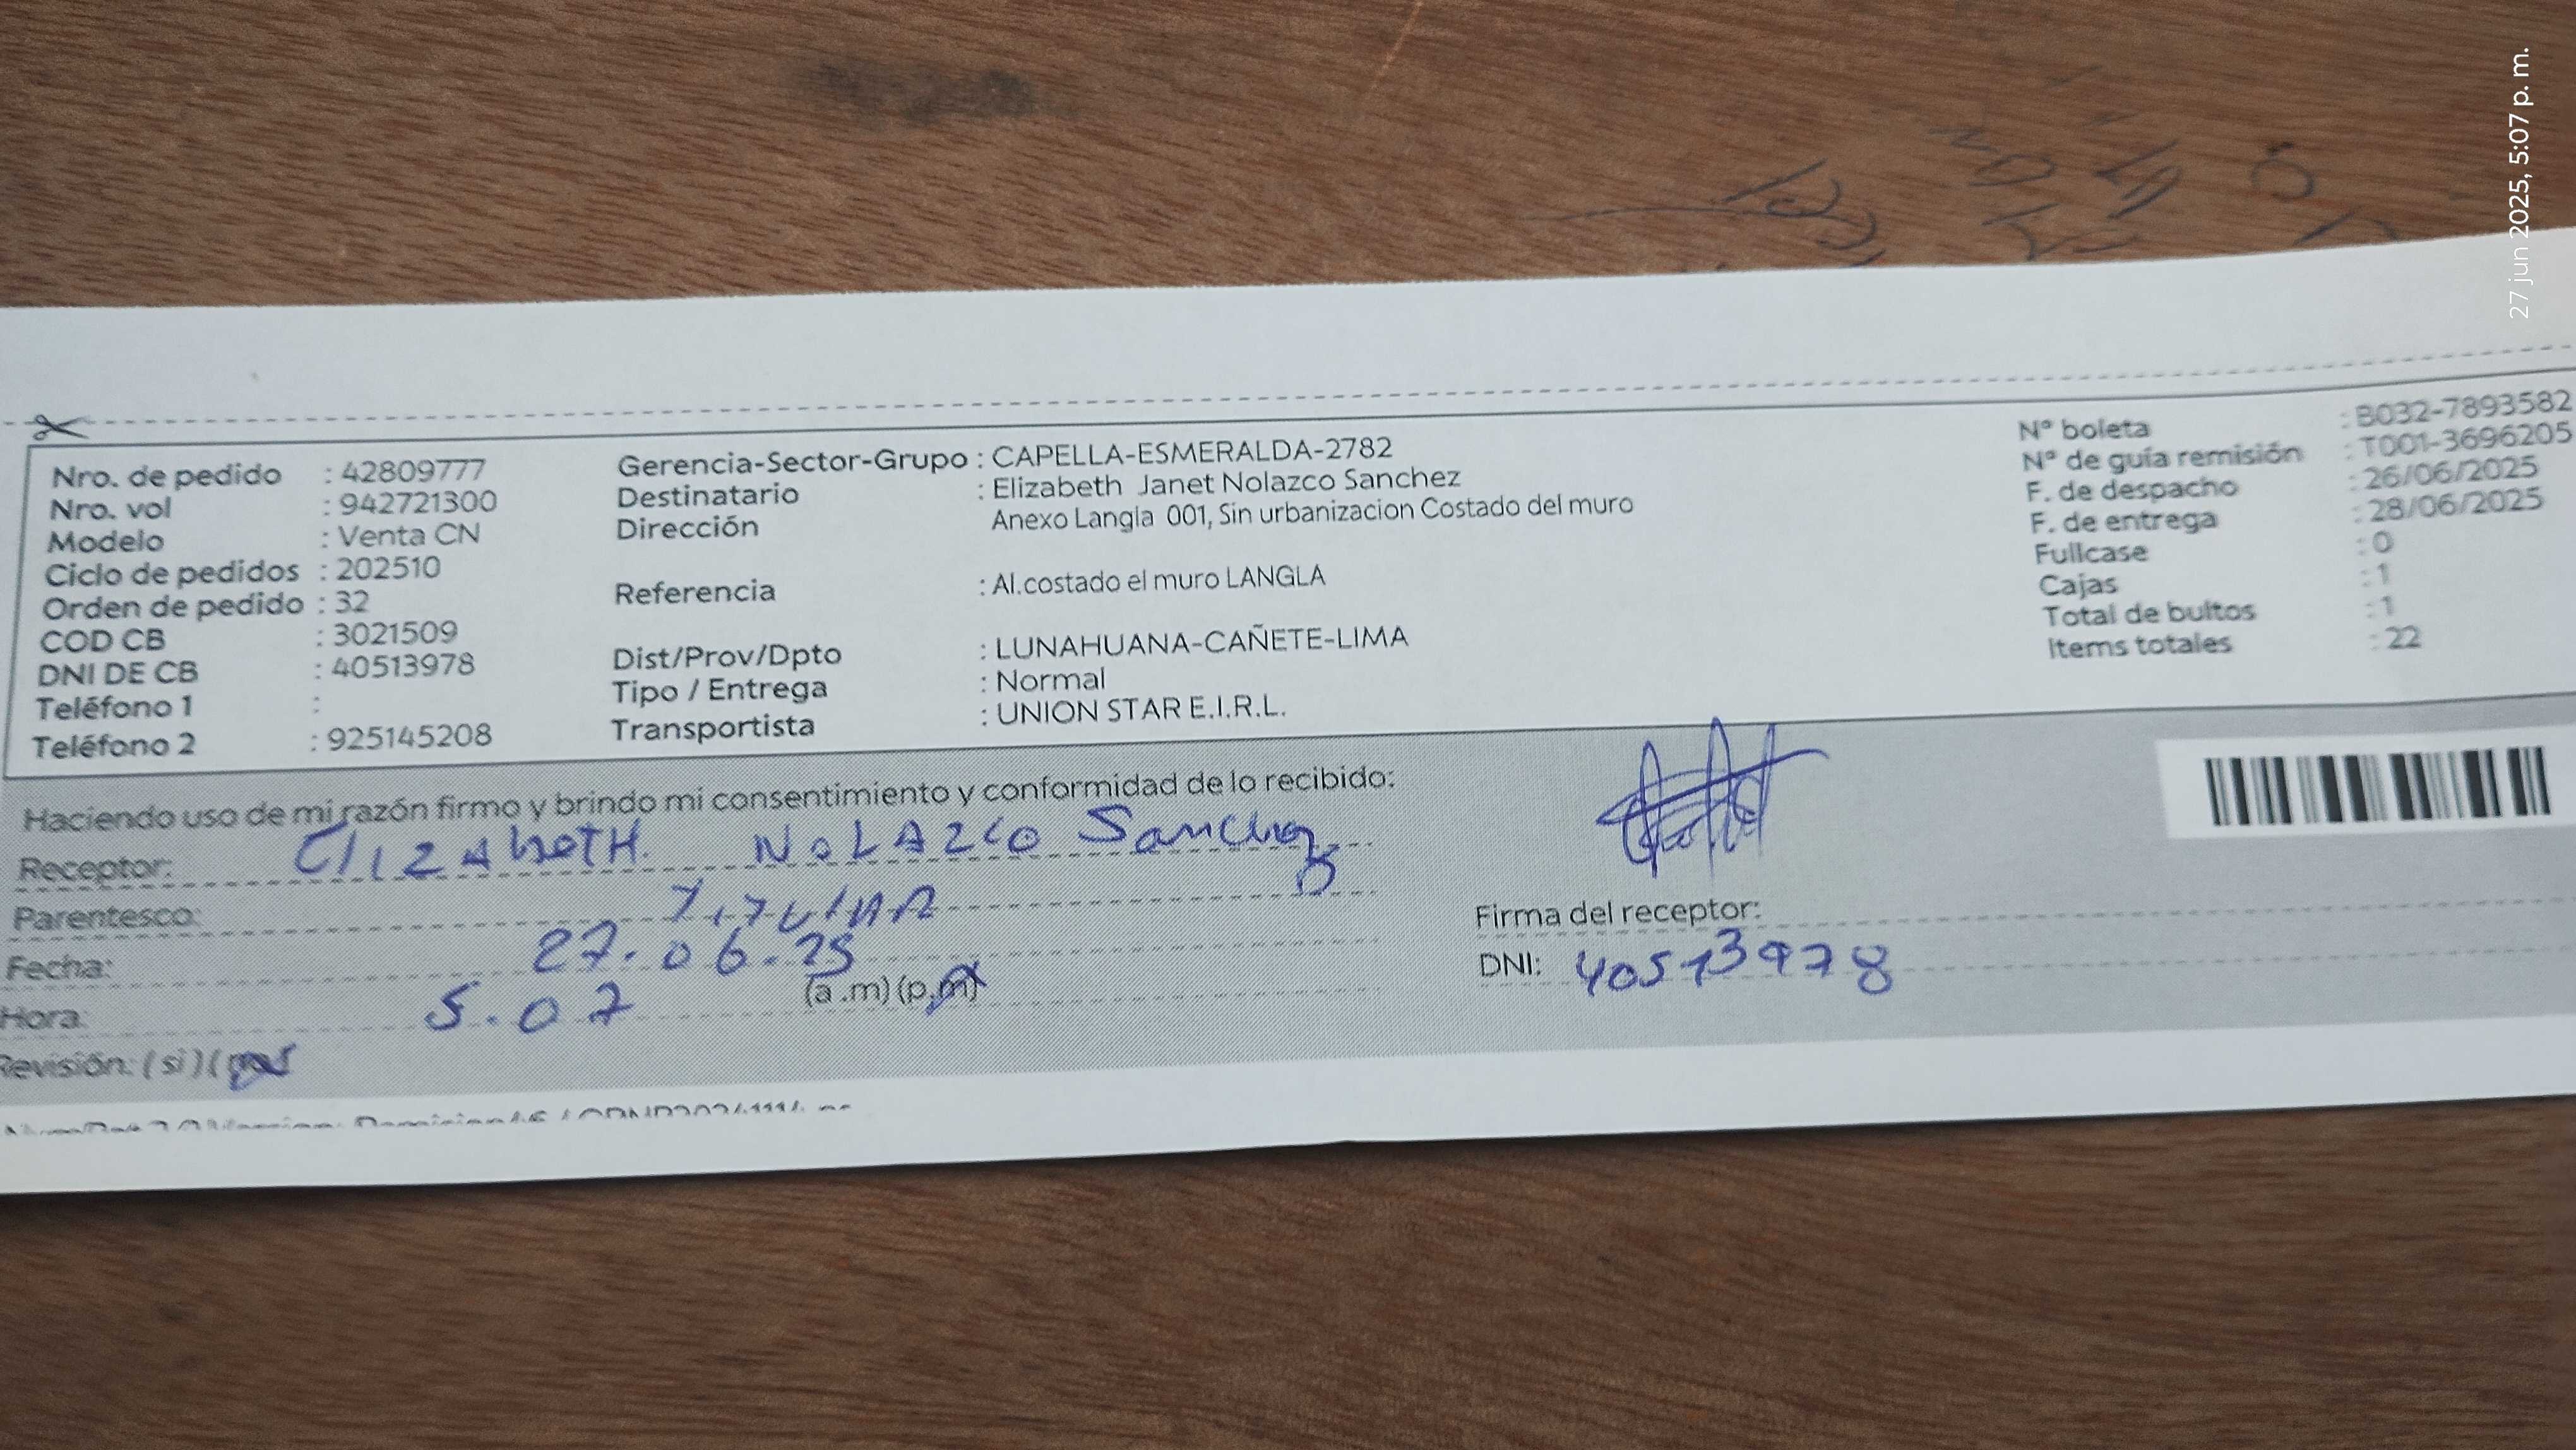 27 jun 2025, 5:07 p. m.
Nro. de pedido : 42809777
Nro. vol : 942721300
Modelo : Venta CN
Ciclo de pedidos : 202510
Orden de pedido : 32
COD CB : 3021509
DNI DE CB : 40513978
Teléfono 1 :
Teléfono 2 : 925145208
Gerencia-Sector-Grupo : CAPELLA-ESMERALDA-2782
Destinatario : Elizabeth Janet Nolazco Sanchez
Dirección Anexo Langla 001, Sin urbanizacion Costado del muro
Referencia : Al.costado el muro LANGLA
Dist/Prov/Dpto : LUNAHUANA-CAÑETE-LIMA
Tipo / Entrega : Normal
Transportista : UNION STAR E.I.R.L.
Nº boleta : B032-7893582
Nº de guía remisión : T001-3696205
F. de despacho : 26/06/2025
F. de entrega : 28/06/2025
Fullcase : 0
Cajas : 1
Total de bultos : 1
Items totales : 22
Haciendo uso de mi razón firmo y brindo mi consentimiento y conformidad de lo recibido:
Receptor: ElizAbeTH NoLAzco Sanchez
Parentesco: TiTulAR
Fecha: 27.06.25
Hora: 5.07 (a .m) (p.m)
Revisión: ( si ) (no)
Firma del receptor:
DNI: 40513978